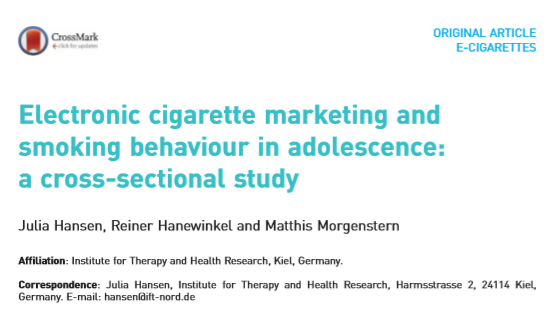 CrossMark
click for updates
ORIGINAL ARTICLE
E-CIGARETTES
Electronic cigarette marketing and
smoking behaviour in adolescence:
a cross-sectional study
Julia Hansen, Reiner Hanewinkel and Matthis Morgenstern
Affiliation: Institute for Therapy and Health Research, Kiel, Germany.
Correspondence: Julia Hansen, Institute for Therapy and Health Research, Harmsstrasse 2, 24114 Kiel,
Germany. E-mail: hansen@ift-nord.de